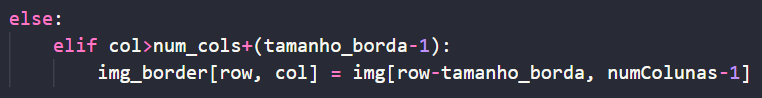 else:
elif col>num_cols+(tamanho_borda-1):
img_border[row, col] = img[row-tamanho_borda, numColunas-1]